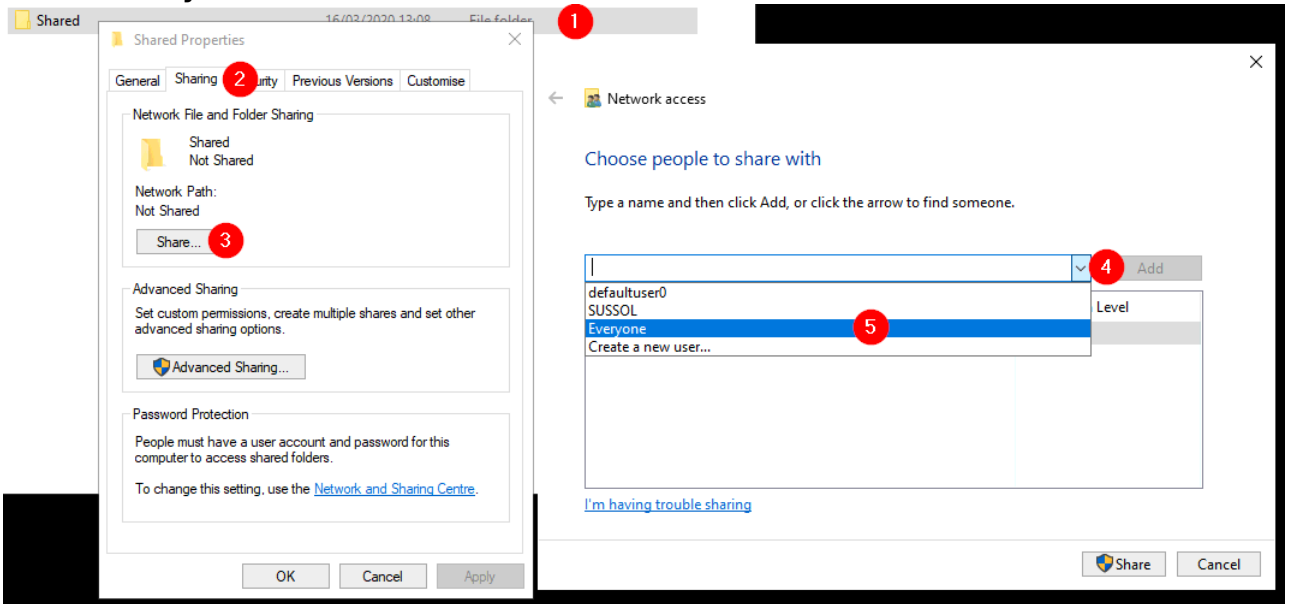 Shared 16/03/2020 13:08 File folder 1
Shared Properties
General Sharing 2 Previous Versions Customise
Network File and Folder Sharing
Shared
Not Shared
Network Path:
Not Shared
Share... 3
Advanced Sharing
Set custom permissions, create multiple shares and set other
advanced sharing options.
Advanced Sharing...
Password Protection
People must have a user account and password for this
computer to access shared folders.
To change this setting, use the Network and Sharing Centre.
OK Cancel Apply
Network access
Choose people to share with
Type a name and then click Add, or click the arrow to find someone.
4 Add
defaultuser0
SUSSOL
Everyone 5
Create a new user...
Level
I'm having trouble sharing
Share Cancel